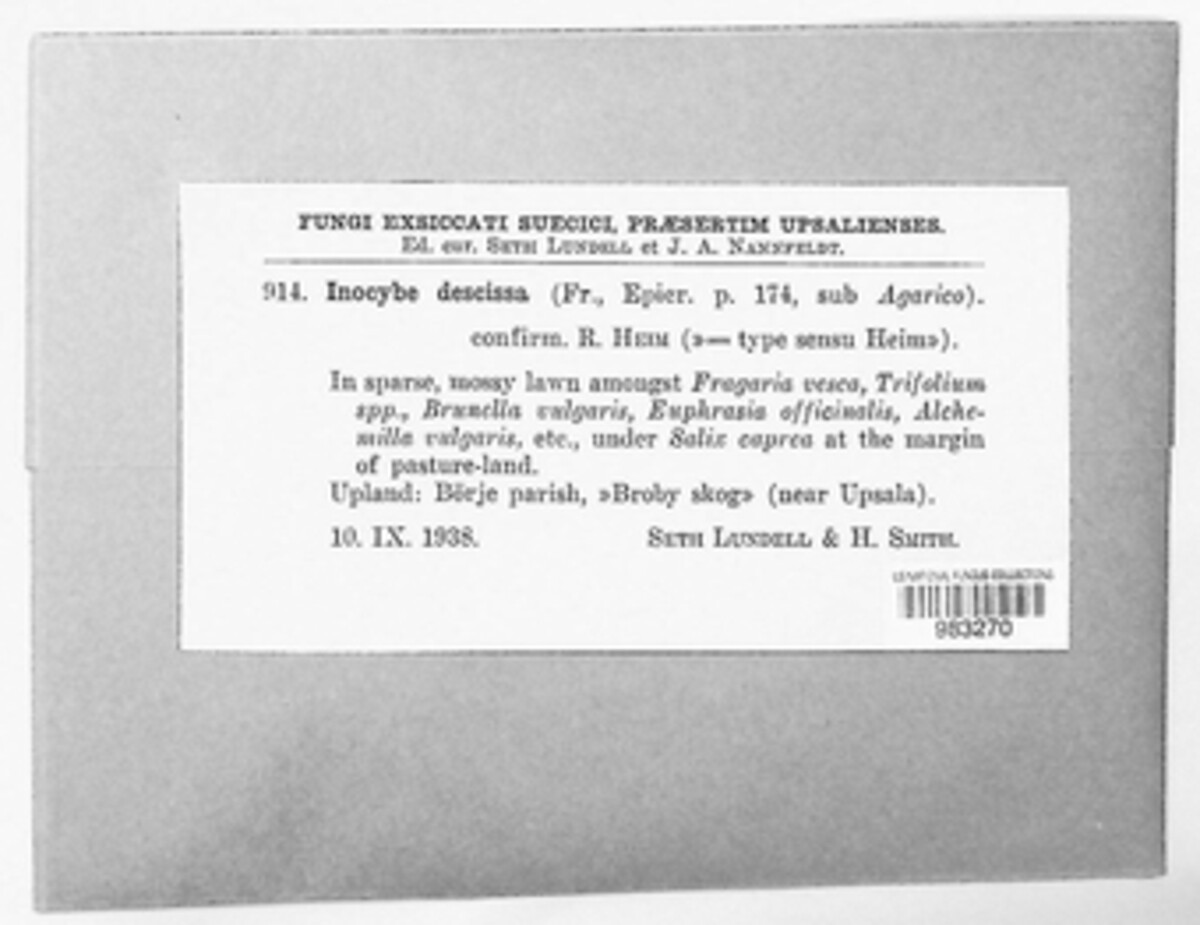 FUNGI EXSICCATI SUECICI, PRÆSERTIM UPSALIENSES.
Ed. cur. SETH LUNDELL et J. A. NANNFELDT.
914. Inocybe descissa (Fr., Epicr. p. 174, sub Agarico).
confirm. R. HEIM (»— type sensu Heim»).
In sparse, mossy lawn amongst Fragaria vesca, Trifolium
spp., Brunella vulgaris, Euphrasia officinalis, Alche-
milla vulgaris, etc., under Salix caprea at the margin
of pasture-land.
Upland: Börje parish, »Broby skog» (near Upsala).
10. IX. 1938. SETH LUNDELL & H. SMITH.
FUNGUS COLLECTIONS
983270